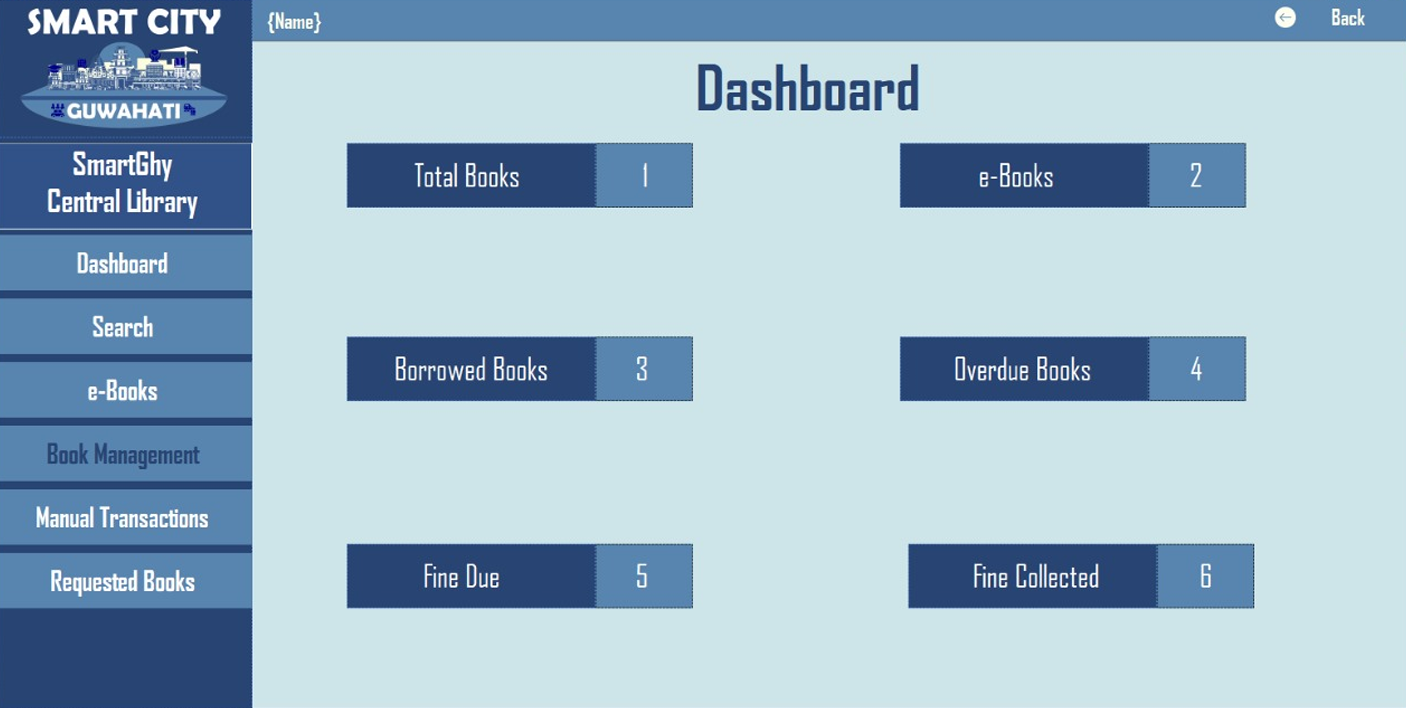 SMART CITY
GUWAHATI
SmartGhy
Central Library
Dashboard
Search
e-Books
Book Management
Manual Transactions
Requested Books
{Name}
Back
Dashboard
Total Books 1
e-Books 2
Borrowed Books 3
Overdue Books 4
Fine Due 5
Fine Collected 6